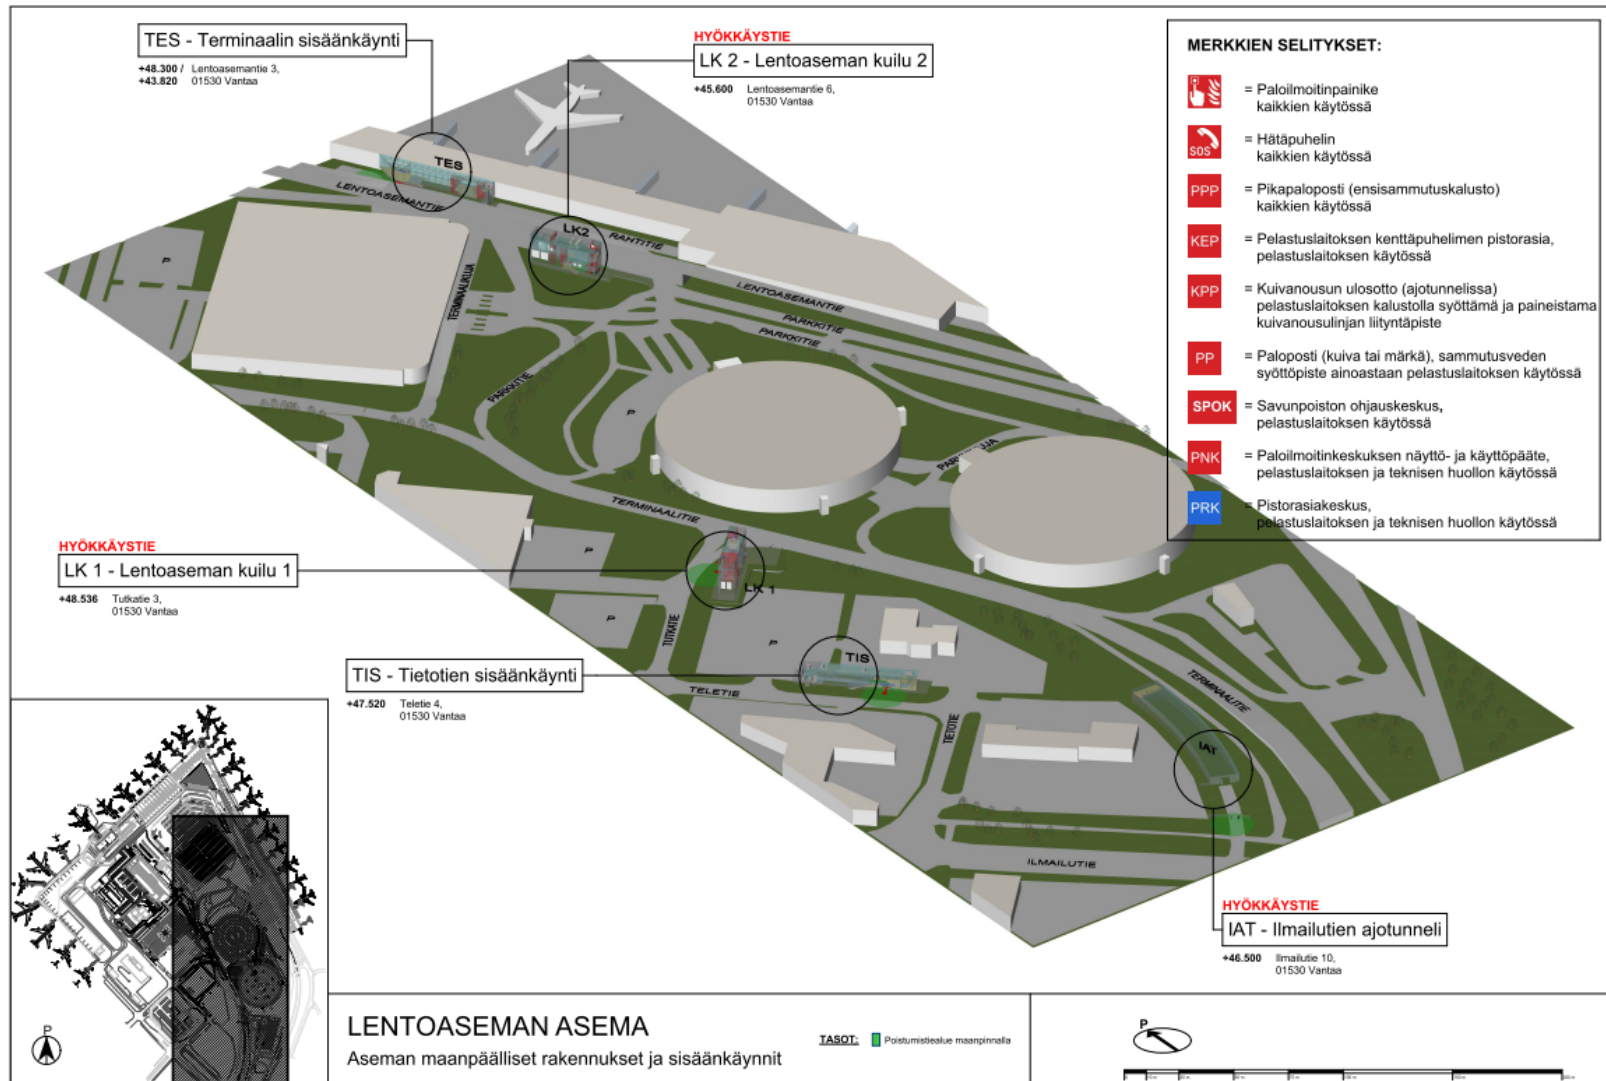 TES - Terminaalin sisäänkäynti
+48.300 / Lentoasemantie 3,
+43.820 01530 Vantaa
HYÖKKÄYSTIE
LK 2 - Lentoaseman kuilu 2
+45.600 Lentoasemantie 6,
01530 Vantaa
MERKKIEN SELITYKSET:
= Paloilmoitinpainike
kaikkien käytössä
SOS = Hätäpuhelin
kaikkien käytössä
PPP = Pikapaloposti (ensisammutuskalusto)
kaikkien käytössä
KEP = Pelastuslaitoksen kenttäpuhelimen pistorasia,
pelastuslaitoksen käytössä
KPP = Kuivanousun ulosotto (ajotunnelissa)
pelastuslaitoksen kalustolla syöttämä ja paineistama
kuivanousulinjan liityntäpiste
PP = Paloposti (kuiva tai märkä), sammutusveden
syöttöpiste ainoastaan pelastuslaitoksen käytössä
SPOK = Savunpoiston ohjauskeskus,
pelastuslaitoksen käytössä
PNK = Paloilmoitinkeskuksen näyttö- ja käyttöpääte,
pelastuslaitoksen ja teknisen huollon käytössä
PRK = Pistorasiakeskus,
pelastuslaitoksen ja teknisen huollon käytössä
TES
LENTOASEMANTIE
LK2
RAHTITIE
P
TERMINAALIKUJA
LENTOASEMANTIE
PARKKITIE
PARKKITIE
PARKKITIE
P
TERMINAALITIE
P
HYÖKKÄYSTIE
LK 1 - Lentoaseman kuilu 1
+48.536 Tutkatie 3,
01530 Vantaa
LK 1
P
TUTKATIE
P
TIS
TIS - Tietotien sisäänkäynti
+47.520 Teletie 4,
01530 Vantaa
TELETIE
TIETOTIE
TERMINAALITIE
IAT
ILMAILUTIE
HYÖKKÄYSTIE
IAT - Ilmailutien ajotunneli
+46.500 Ilmailutie 10,
01530 Vantaa
P
LENTOASEMAN ASEMA
Aseman maanpäälliset rakennukset ja sisäänkäynnit
TASOT: Poistumistiealue maanpinnalla
P